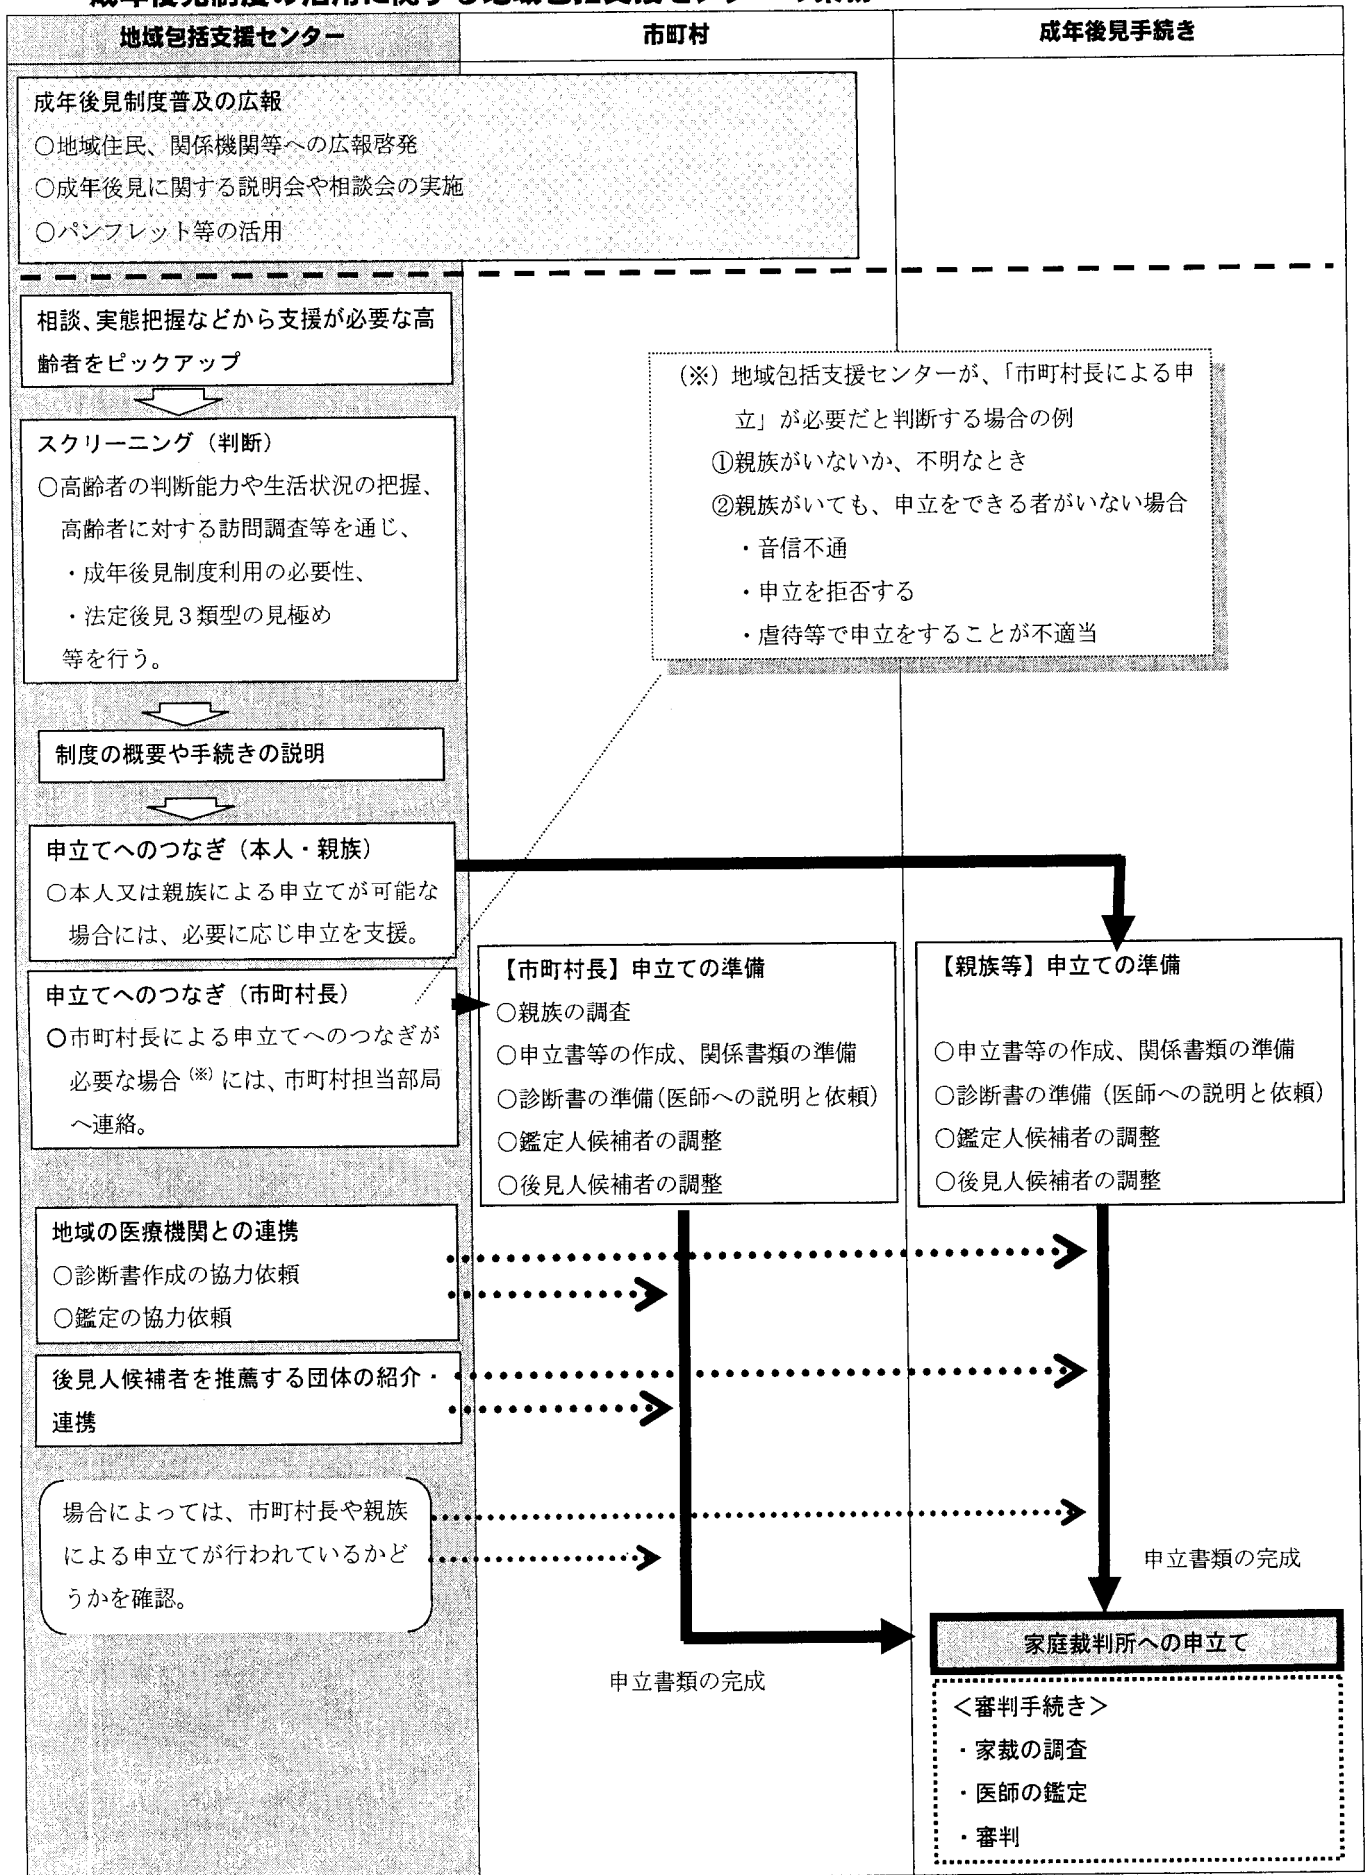 成年後見制度の活用に関する地域包括支援センターの業務
地域包括支援センター
市町村
成年後見手続き
成年後見制度普及の広報
○地域住民、関係機関等への広報啓発
○成年後見に関する説明会や相談会の実施
○パンフレット等の活用
相談、実態把握などから支援が必要な高
齢者をピックアップ
スクリーニング（判断）
○高齢者の判断能力や生活状況の把握、
高齢者に対する訪問調査等を通じ、
・成年後見制度利用の必要性、
・法定後見３類型の見極め
等を行う。
（※）地域包括支援センターが、「市町村長による申
立」が必要だと判断する場合の例
①親族がいないか、不明なとき
②親族がいても、申立をできる者がいない場合
・音信不通
・申立を拒否する
・虐待等で申立をすることが不適当
制度の概要や手続きの説明
申立てへのつなぎ（本人・親族）
○本人又は親族による申立てが可能な
場合には、必要に応じ申立を支援。
申立てへのつなぎ（市町村長）
○市町村長による申立てへのつなぎが
必要な場合（※）には、市町村担当部局
へ連絡。
【市町村長】申立ての準備
○親族の調査
○申立書等の作成、関係書類の準備
○診断書の準備（医師への説明と依頼）
○鑑定人候補者の調整
○後見人候補者の調整
【親族等】申立ての準備
○申立書等の作成、関係書類の準備
○診断書の準備（医師への説明と依頼）
○鑑定人候補者の調整
○後見人候補者の調整
地域の医療機関との連携
○診断書作成の協力依頼
○鑑定の協力依頼
後見人候補者を推薦する団体の紹介・
連携
場合によっては、市町村長や親族
による申立てが行われているかど
うかを確認。
申立書類の完成
申立書類の完成
家庭裁判所への申立て
＜審判手続き＞
・家裁の調査
・医師の鑑定
・審判